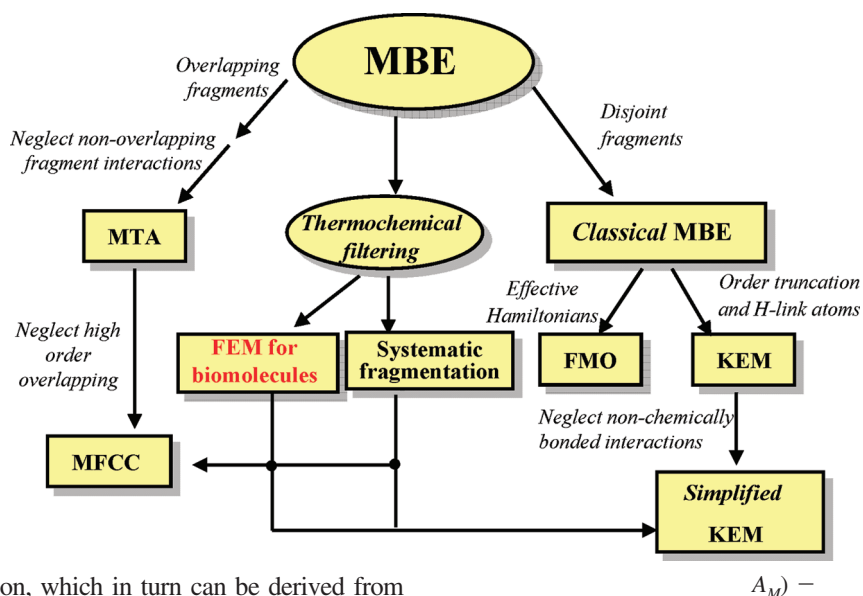 MBE
Overlapping
fragments
Disjoint
fragments
Neglect non-overlapping
fragment interactions
MTA
Thermochemical
filtering
Classical MBE
Effective
Hamiltonians
Order truncation
and H-link atoms
Neglect high
order
overlapping
FEM for
biomolecules
Systematic
fragmentation
FMO
KEM
Neglect non-chemically
bonded interactions
MFCC
Simplified
KEM
on, which in turn can be derived from
A_M) −